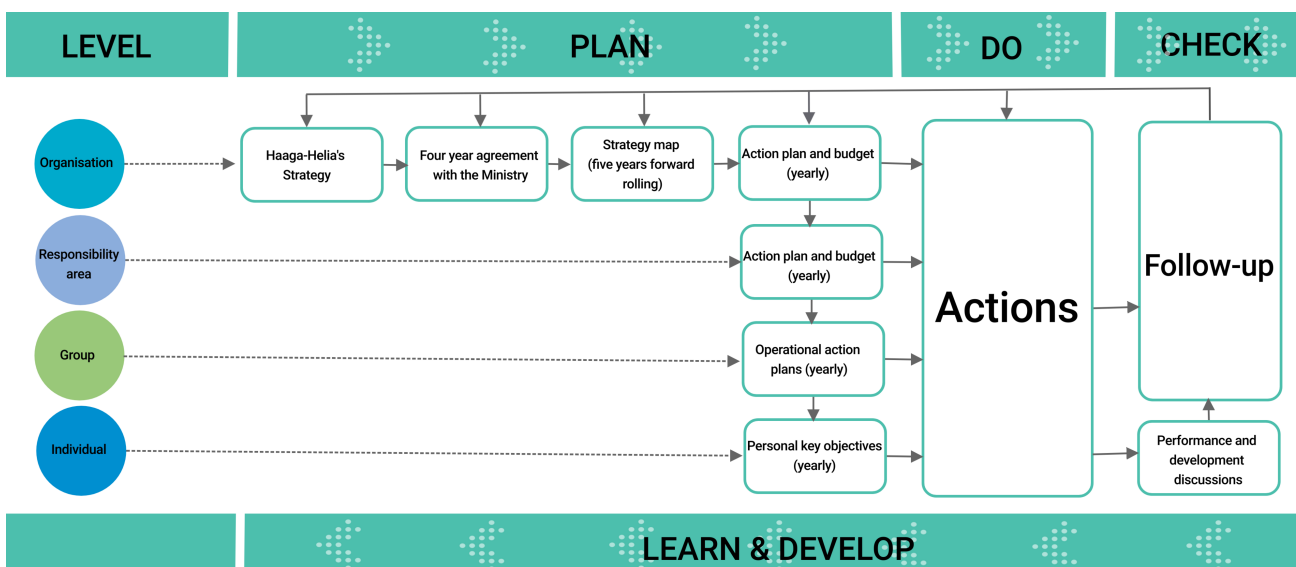 LEVEL
PLAN
DO
CHECK
Organisation
Haaga-Helia's
Strategy
Four year agreement
with the Ministry
Strategy map
(five years forward
rolling)
Action plan and budget
(yearly)
Responsibility
area
Action plan and budget
(yearly)
Group
Operational action
plans (yearly)
Individual
Personal key objectives
(yearly)
Actions
Follow-up
Performance and
development
discussions
LEARN & DEVELOP